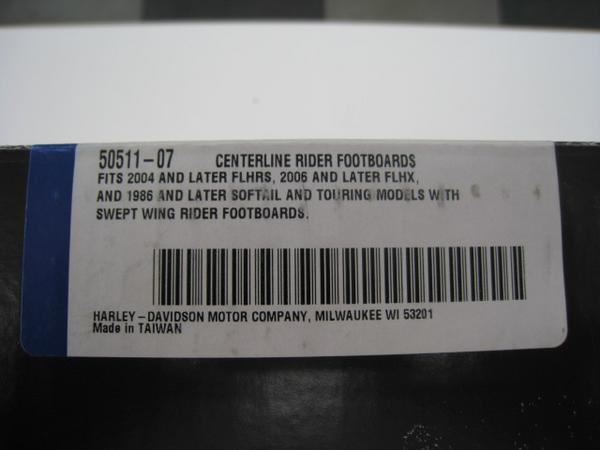 50511-07 CENTERLINE RIDER FOOTBOARDS
FITS 2004 AND LATER FLHRS, 2006 AND LATER FLHX,
AND 1986 AND LATER SOFTAIL AND TOURING MODELS WITH
SWEPT WING RIDER FOOTBOARDS.
HARLEY-DAVIDSON MOTOR COMPANY, MILWAUKEE WI 53201
Made in TAIWAN